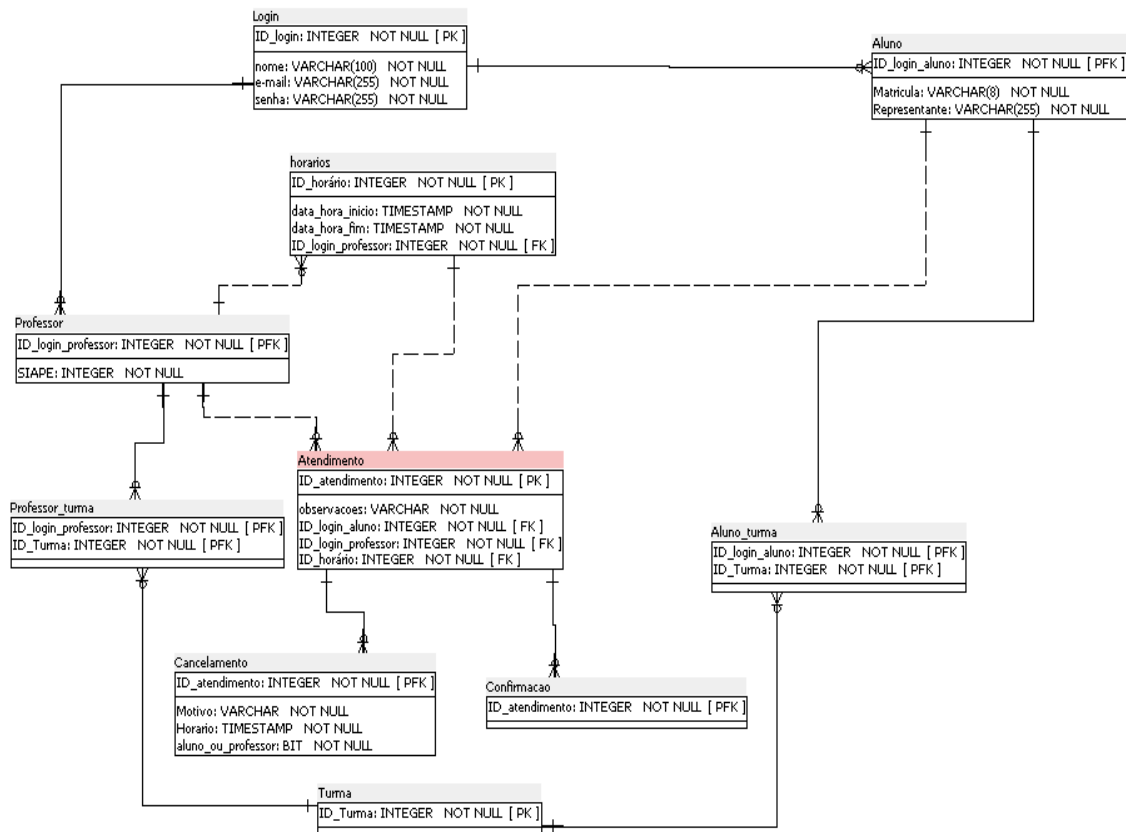 Login
ID_login: INTEGER NOT NULL [ PK ]
nome: VARCHAR(100) NOT NULL
e-mail: VARCHAR(255) NOT NULL
senha: VARCHAR(255) NOT NULL
Aluno
ID_login_aluno: INTEGER NOT NULL [ PFK ]
Matricula: VARCHAR(8) NOT NULL
Representante: VARCHAR(255) NOT NULL
horarios
ID_horário: INTEGER NOT NULL [ PK ]
data_hora_inicio: TIMESTAMP NOT NULL
data_hora_fim: TIMESTAMP NOT NULL
ID_login_professor: INTEGER NOT NULL [ FK ]
Professor
ID_login_professor: INTEGER NOT NULL [ PFK ]
SIAPE: INTEGER NOT NULL
Atendimento
ID_atendimento: INTEGER NOT NULL [ PK ]
observacoes: VARCHAR NOT NULL
ID_login_aluno: INTEGER NOT NULL [ FK ]
ID_login_professor: INTEGER NOT NULL [ FK ]
ID_horário: INTEGER NOT NULL [ FK ]
Professor_turma
ID_login_professor: INTEGER NOT NULL [ PFK ]
ID_Turma: INTEGER NOT NULL [ PFK ]
Aluno_turma
ID_login_aluno: INTEGER NOT NULL [ PFK ]
ID_Turma: INTEGER NOT NULL [ PFK ]
Cancelamento
ID_atendimento: INTEGER NOT NULL [ PFK ]
Motivo: VARCHAR NOT NULL
Horario: TIMESTAMP NOT NULL
aluno_ou_professor: BIT NOT NULL
Confirmacao
ID_atendimento: INTEGER NOT NULL [ PFK ]
Turma
ID_Turma: INTEGER NOT NULL [ PK ]